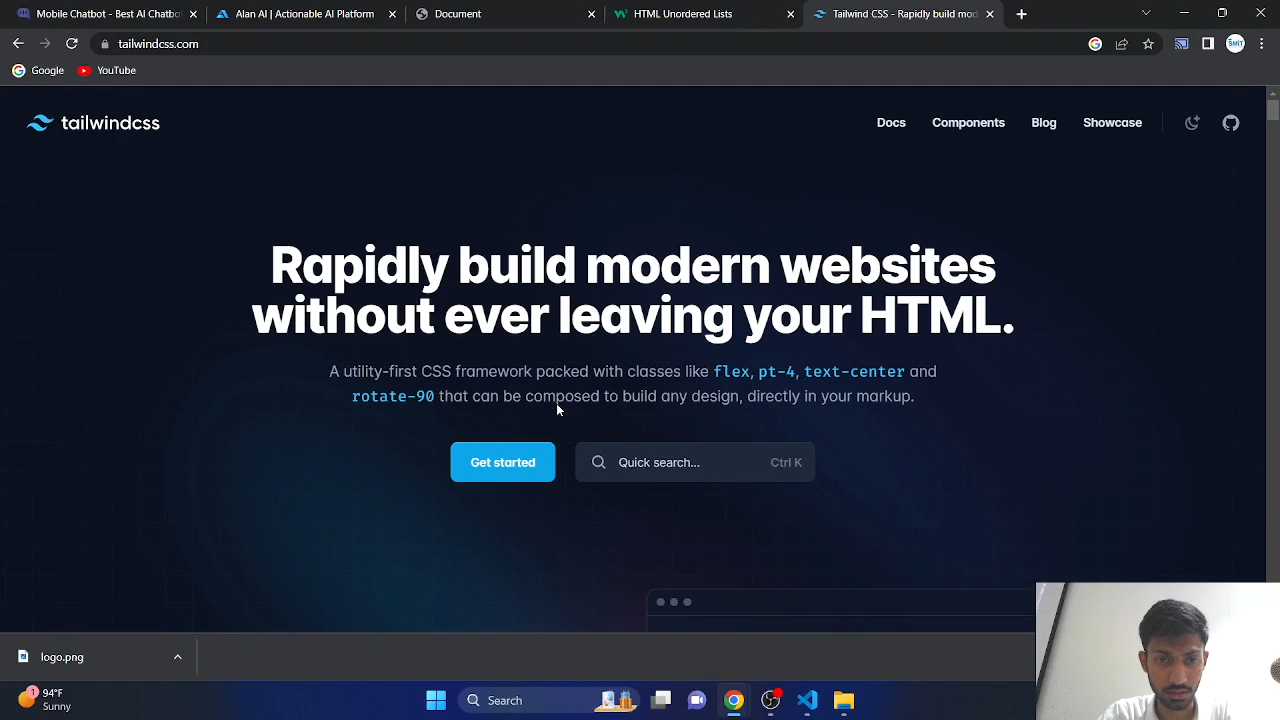 Mobile Chatbot - Best AI Chatbot
Alan AI | Actionable AI Platform
Document
HTML Unordered Lists
Tailwind CSS - Rapidly build mod
tailwindcss.com
Google
YouTube
tailwindcss
Docs
Components
Blog
Showcase
Rapidly build modern websites
without ever leaving your HTML.
A utility-first CSS framework packed with classes like flex, pt-4, text-center and
rotate-90 that can be composed to build any design, directly in your markup.
Get started
Quick search...
Ctrl K
logo.png
1
94°F
Sunny
Search